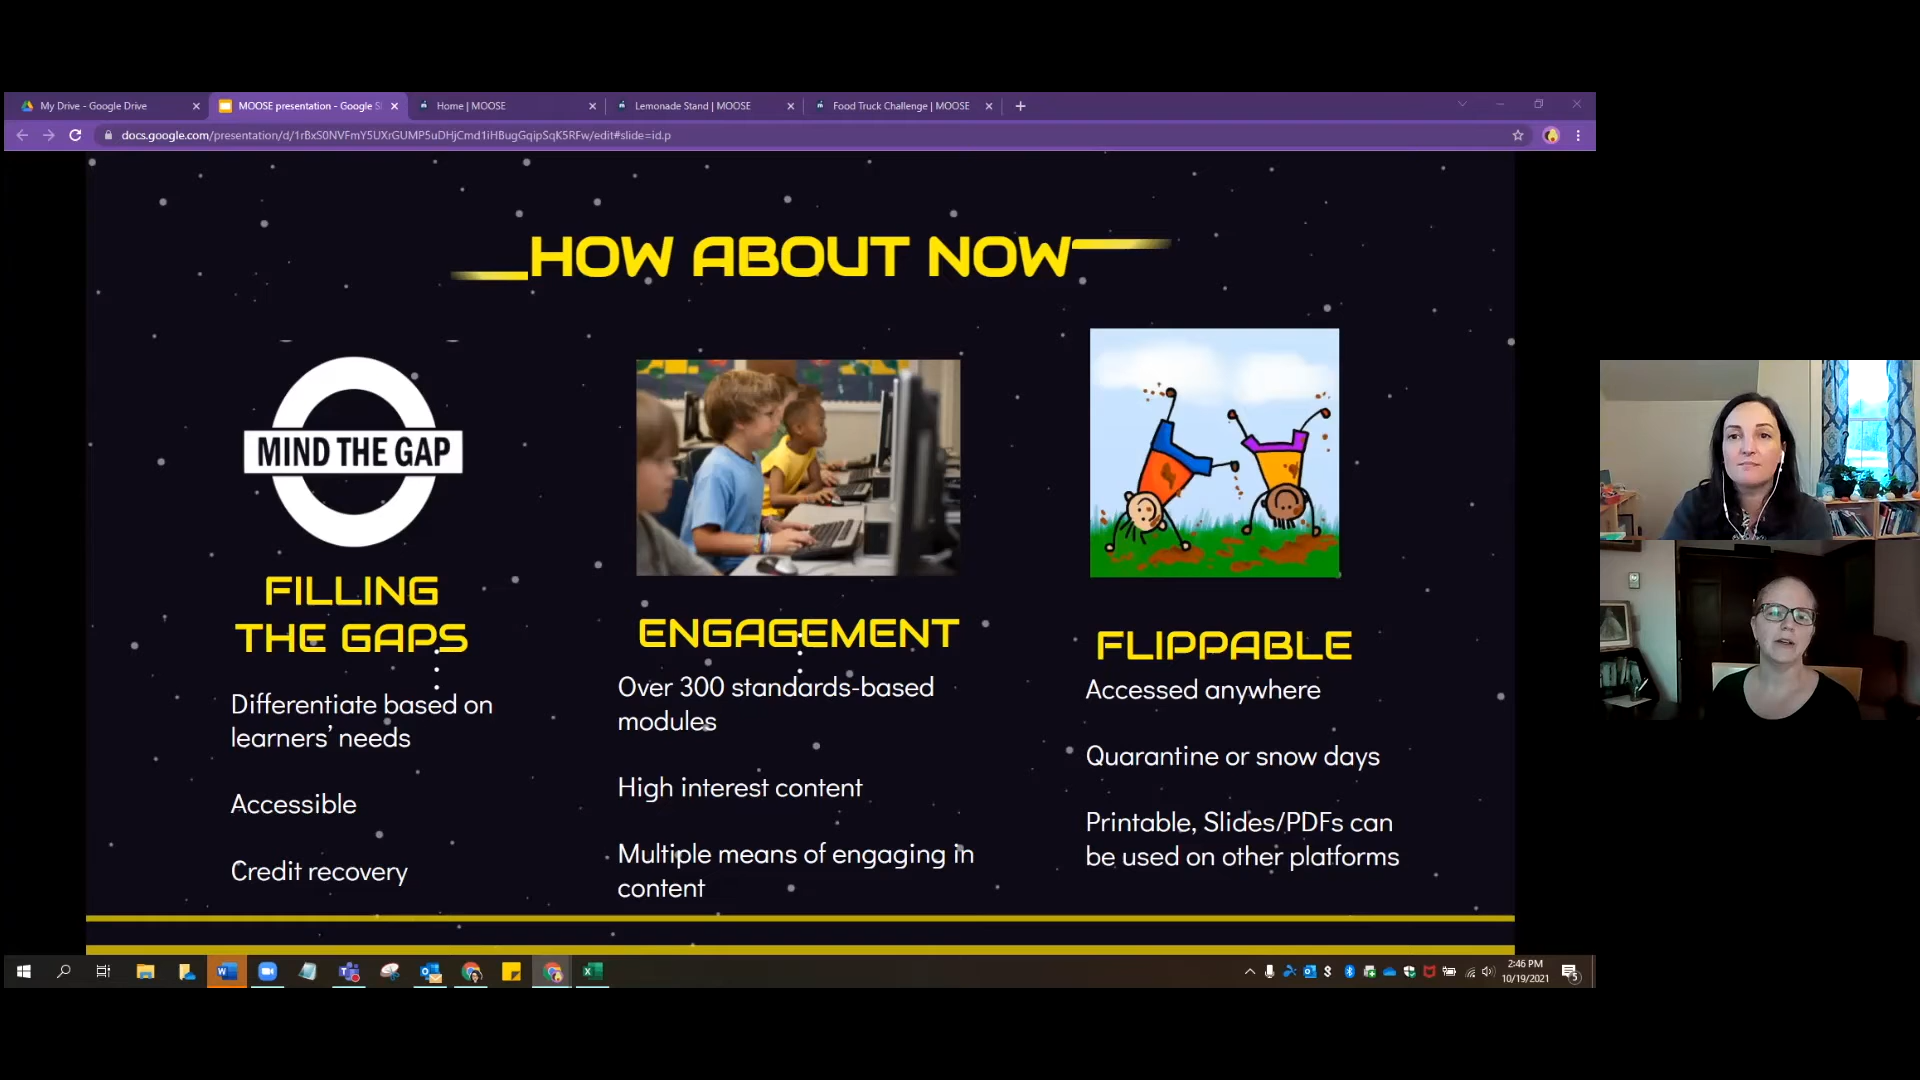 My Drive - Google Drive
MOOSE presentation - Google S
Home | MOOSE
Lemonade Stand | MOOSE
Food Truck Challenge | MOOSE
docs.google.com/presentation/d/1rBxS0NVFmY5UXrGUMP5uDHjCmd1iHBugGqipSqK5RFw/edit#slide=id.p
HOW ABOUT NOW
MIND THE GAP
FILLING
THE GAPS
Differentiate based on
learners’ needs
Accessible
Credit recovery
ENGAGEMENT
Over 300 standards-based
modules
High interest content
Multiple means of engaging in
content
FLIPPABLE
Accessed anywhere
Quarantine or snow days
Printable, Slides/PDFs can
be used on other platforms
2:46 PM
10/19/2021
5